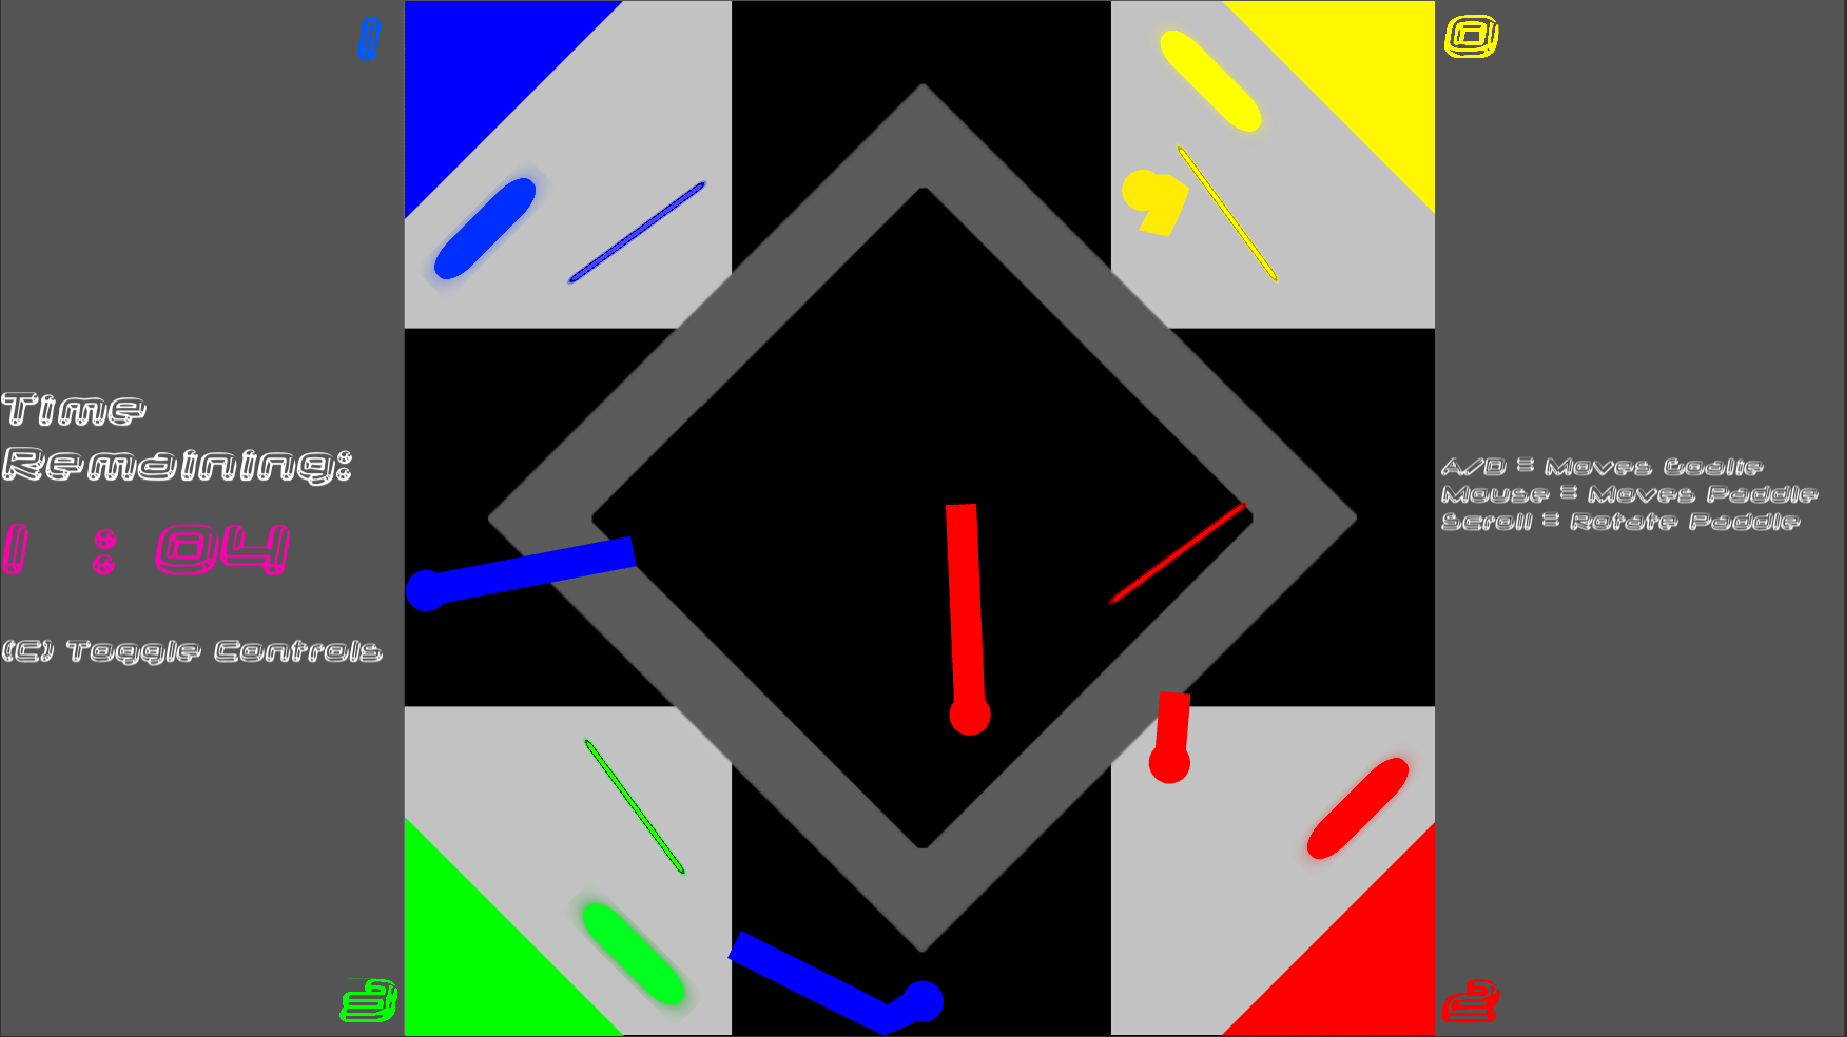 1
0
Time
Remaining:
1 : 04
(C) Toggle Controls
A/D = Moves Goalie
Mouse = Moves Paddle
Scroll = Rotate Paddle
3
2